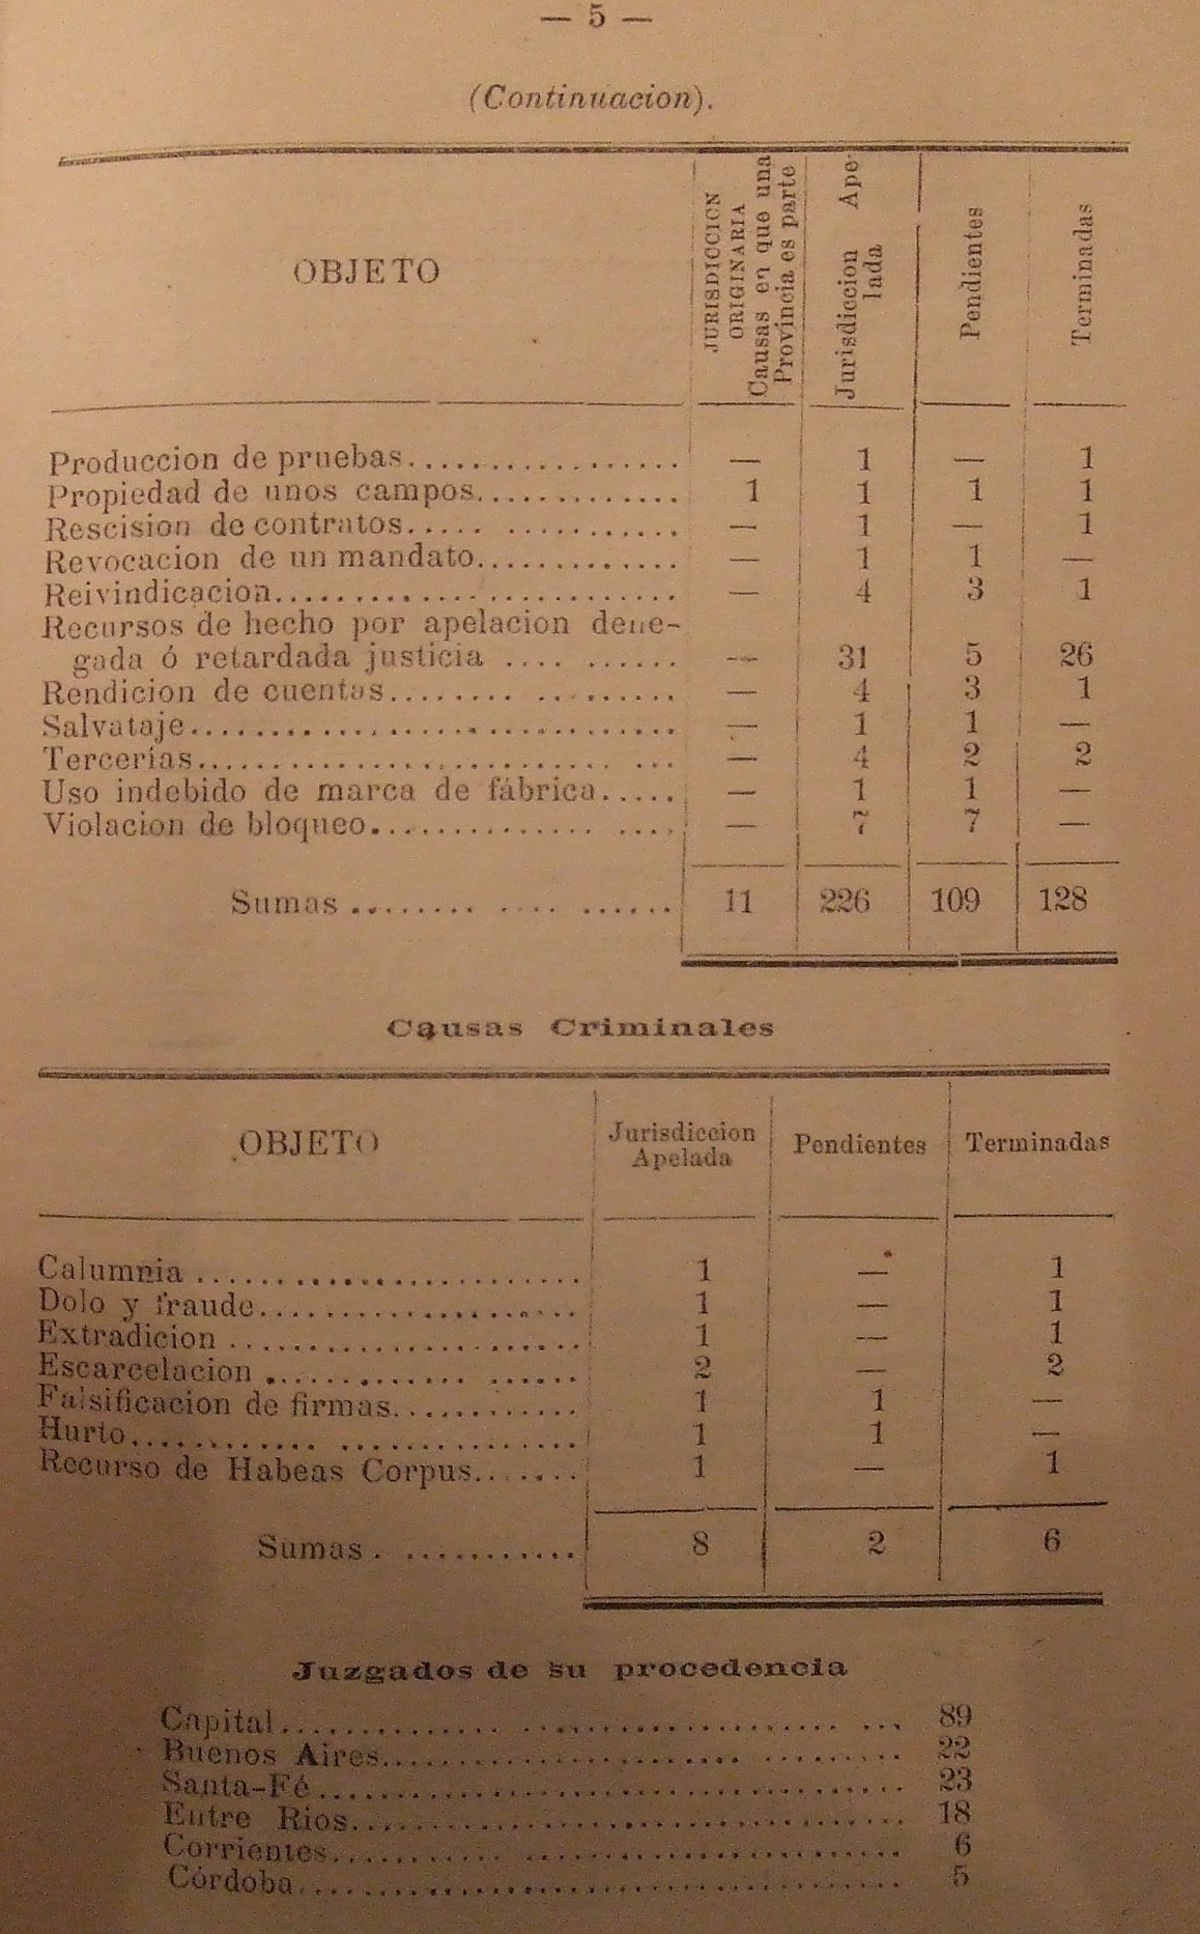 — 5 —
(Continuacion).
OBJETO
JURISDICCION
ORIGINARIA
Causas en que una
Provincia es parte
Jurisdiccion Ape-
lada
Pendientes
Terminadas
Produccion de pruebas.................. — 1 — 1
Propiedad de unos campos............. 1 1 1 1
Rescision de contratos..... ............ — 1 — 1
Revocacion de un mandato............. — 1 1 —
Reivindicacion.......................... — 4 3 1
Recursos de hecho por apelacion dene-
gada ó retardada justicia .... ...... — 31 5 26
Rendicion de cuentas........ ......... — 4 3 1
Salvataje............................... — 1 1 —
Tercerias.......................... ... — 4 2 2
Uso indebido de marca de fábrica..... — 1 1 —
Violacion de bloqueo.............. .... — 7 7 —
Sumas ........ .... ...... 11 226 109 128
Causas Criminales
OBJETO
Jurisdiccion
Apelada
Pendientes
Terminadas
Calumnia ........................ 1 — 1
Dolo y fraude.................... 1 — 1
Extradicion ...................... 1 — 1
Escarcelacion ............. ...... 2 — 2
Falsificacion de firmas............ 1 1 —
Hurto............ ............... 1 1 —
Recurso de Habeas Corpus....... 1 — 1
Sumas . ........... 8 2 6
Juzgados de su procedencia
Capital.............. .................... ... 89
Buenos Aires....................... ......... 22
Santa-Fé..................................... 23
Entre Rios................................... 18
Corrientes........... ........................ 6
Córdoba...................................... 5